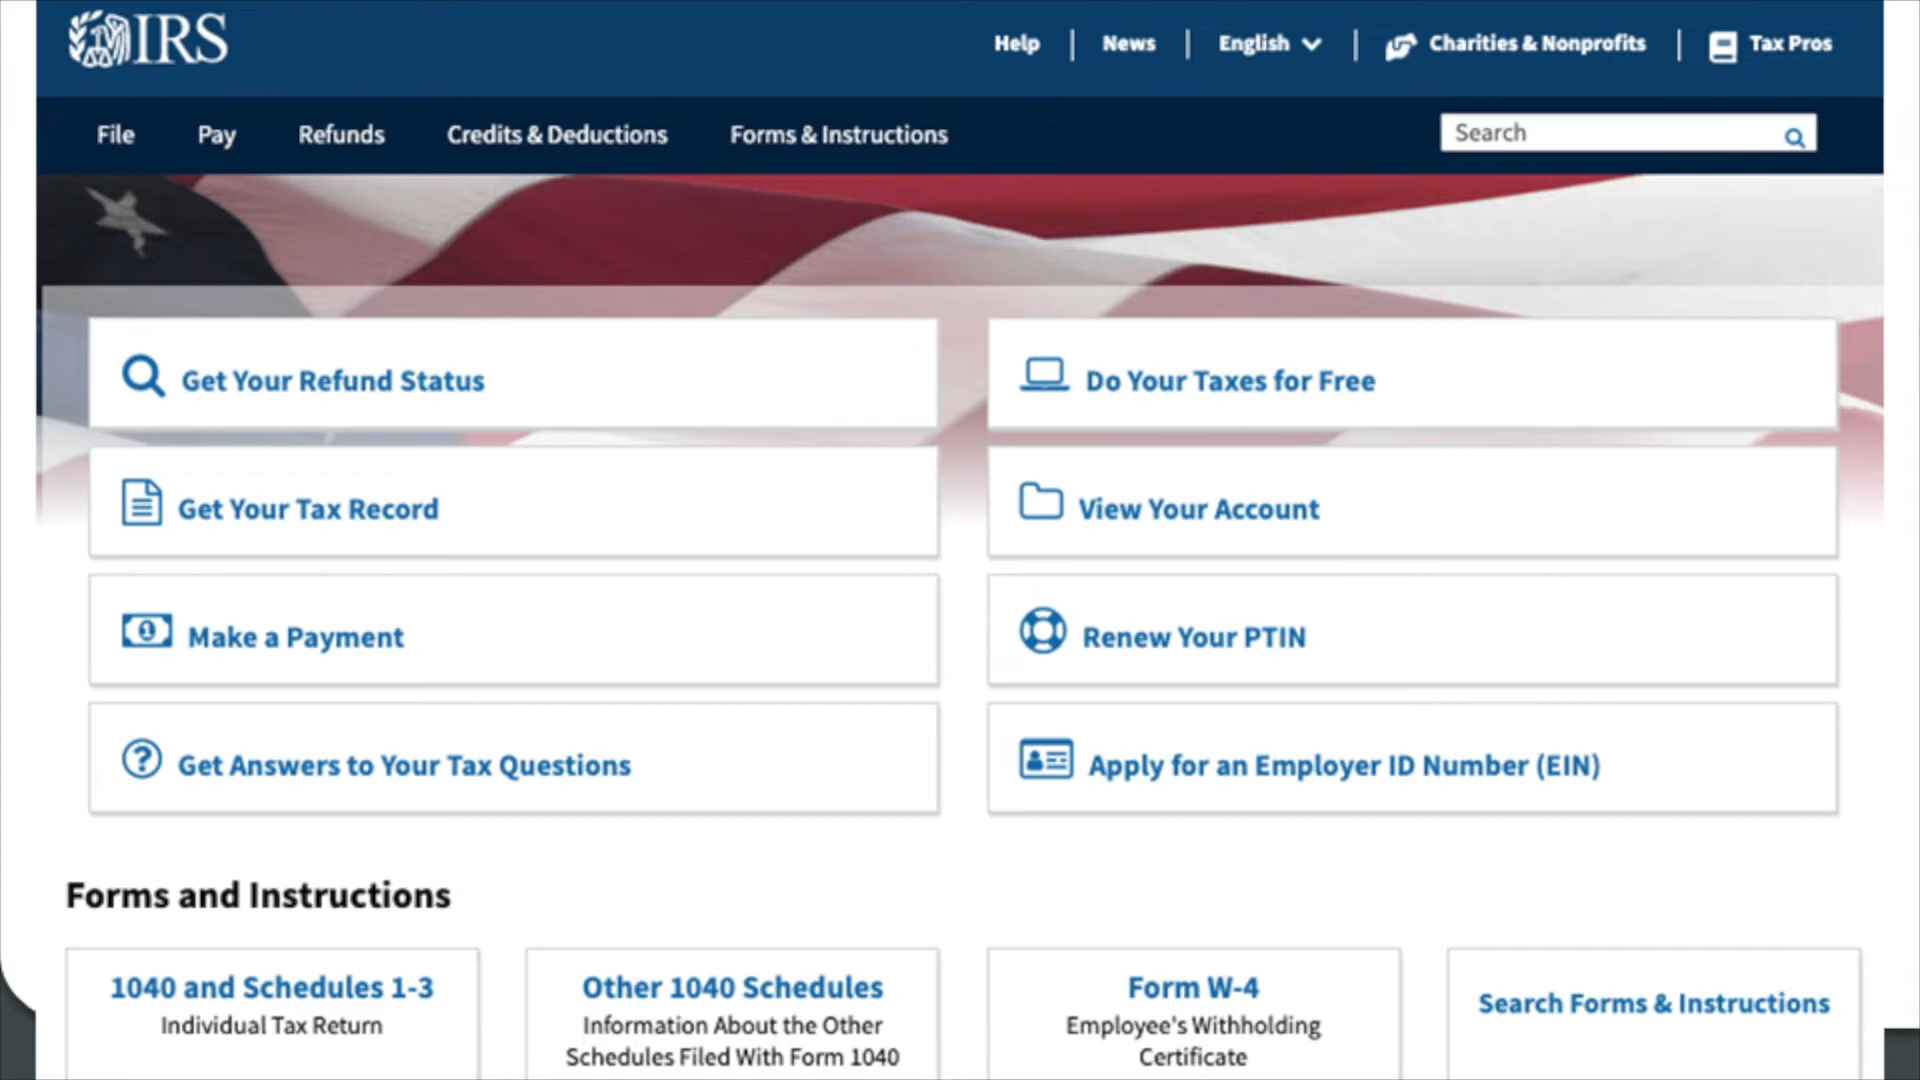 IRS
Help
News
English
Charities & Nonprofits
Tax Pros
File
Pay
Refunds
Credits & Deductions
Forms & Instructions
Search
Get Your Refund Status
Do Your Taxes for Free
Get Your Tax Record
View Your Account
Make a Payment
Renew Your PTIN
Get Answers to Your Tax Questions
Apply for an Employer ID Number (EIN)
Forms and Instructions
1040 and Schedules 1-3
Individual Tax Return
Other 1040 Schedules
Information About the Other
Schedules Filed With Form 1040
Form W-4
Employee's Withholding
Certificate
Search Forms & Instructions